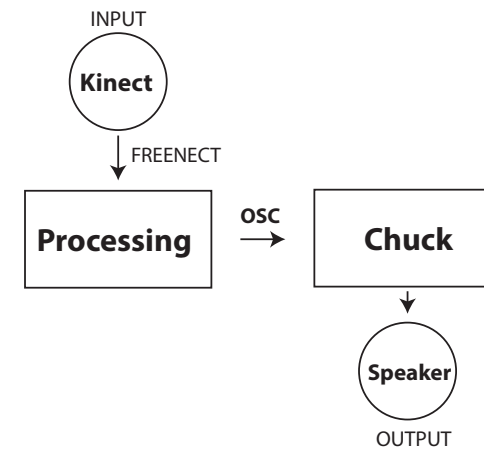 INPUT
Kinect
FREENECT
Processing
OSC
Chuck
Speaker
OUTPUT